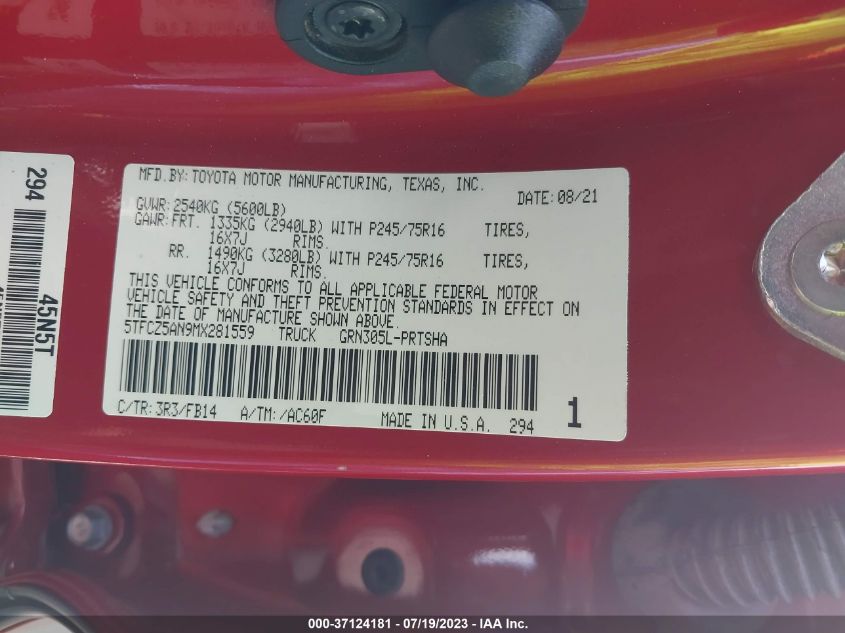 MFD.BY:TOYOTA MOTOR MANUFACTURING, TEXAS, INC. DATE:08/21
GVWR:2540KG (5600LB)
GAWR:FRT. 1335KG (2940LB) WITH P245/75R16 TIRES,
16X7J RIMS.
RR. 1490KG (3280LB) WITH P245/75R16 TIRES,
16X7J RIMS.
THIS VEHICLE CONFORMS TO ALL APPLICABLE FEDERAL MOTOR
VEHICLE SAFETY AND THEFT PREVENTION STANDARDS IN EFFECT ON
THE DATE OF MANUFACTURE SHOWN ABOVE.
5TFCZ5AN9MX281559 TRUCK GRN305L-PRTSHA
C/TR:3R3/FB14 A/TM:/AC60F MADE IN U.S.A. 294 1
294
45N5T
000-37124181 - 07/19/2023 - IAA Inc.